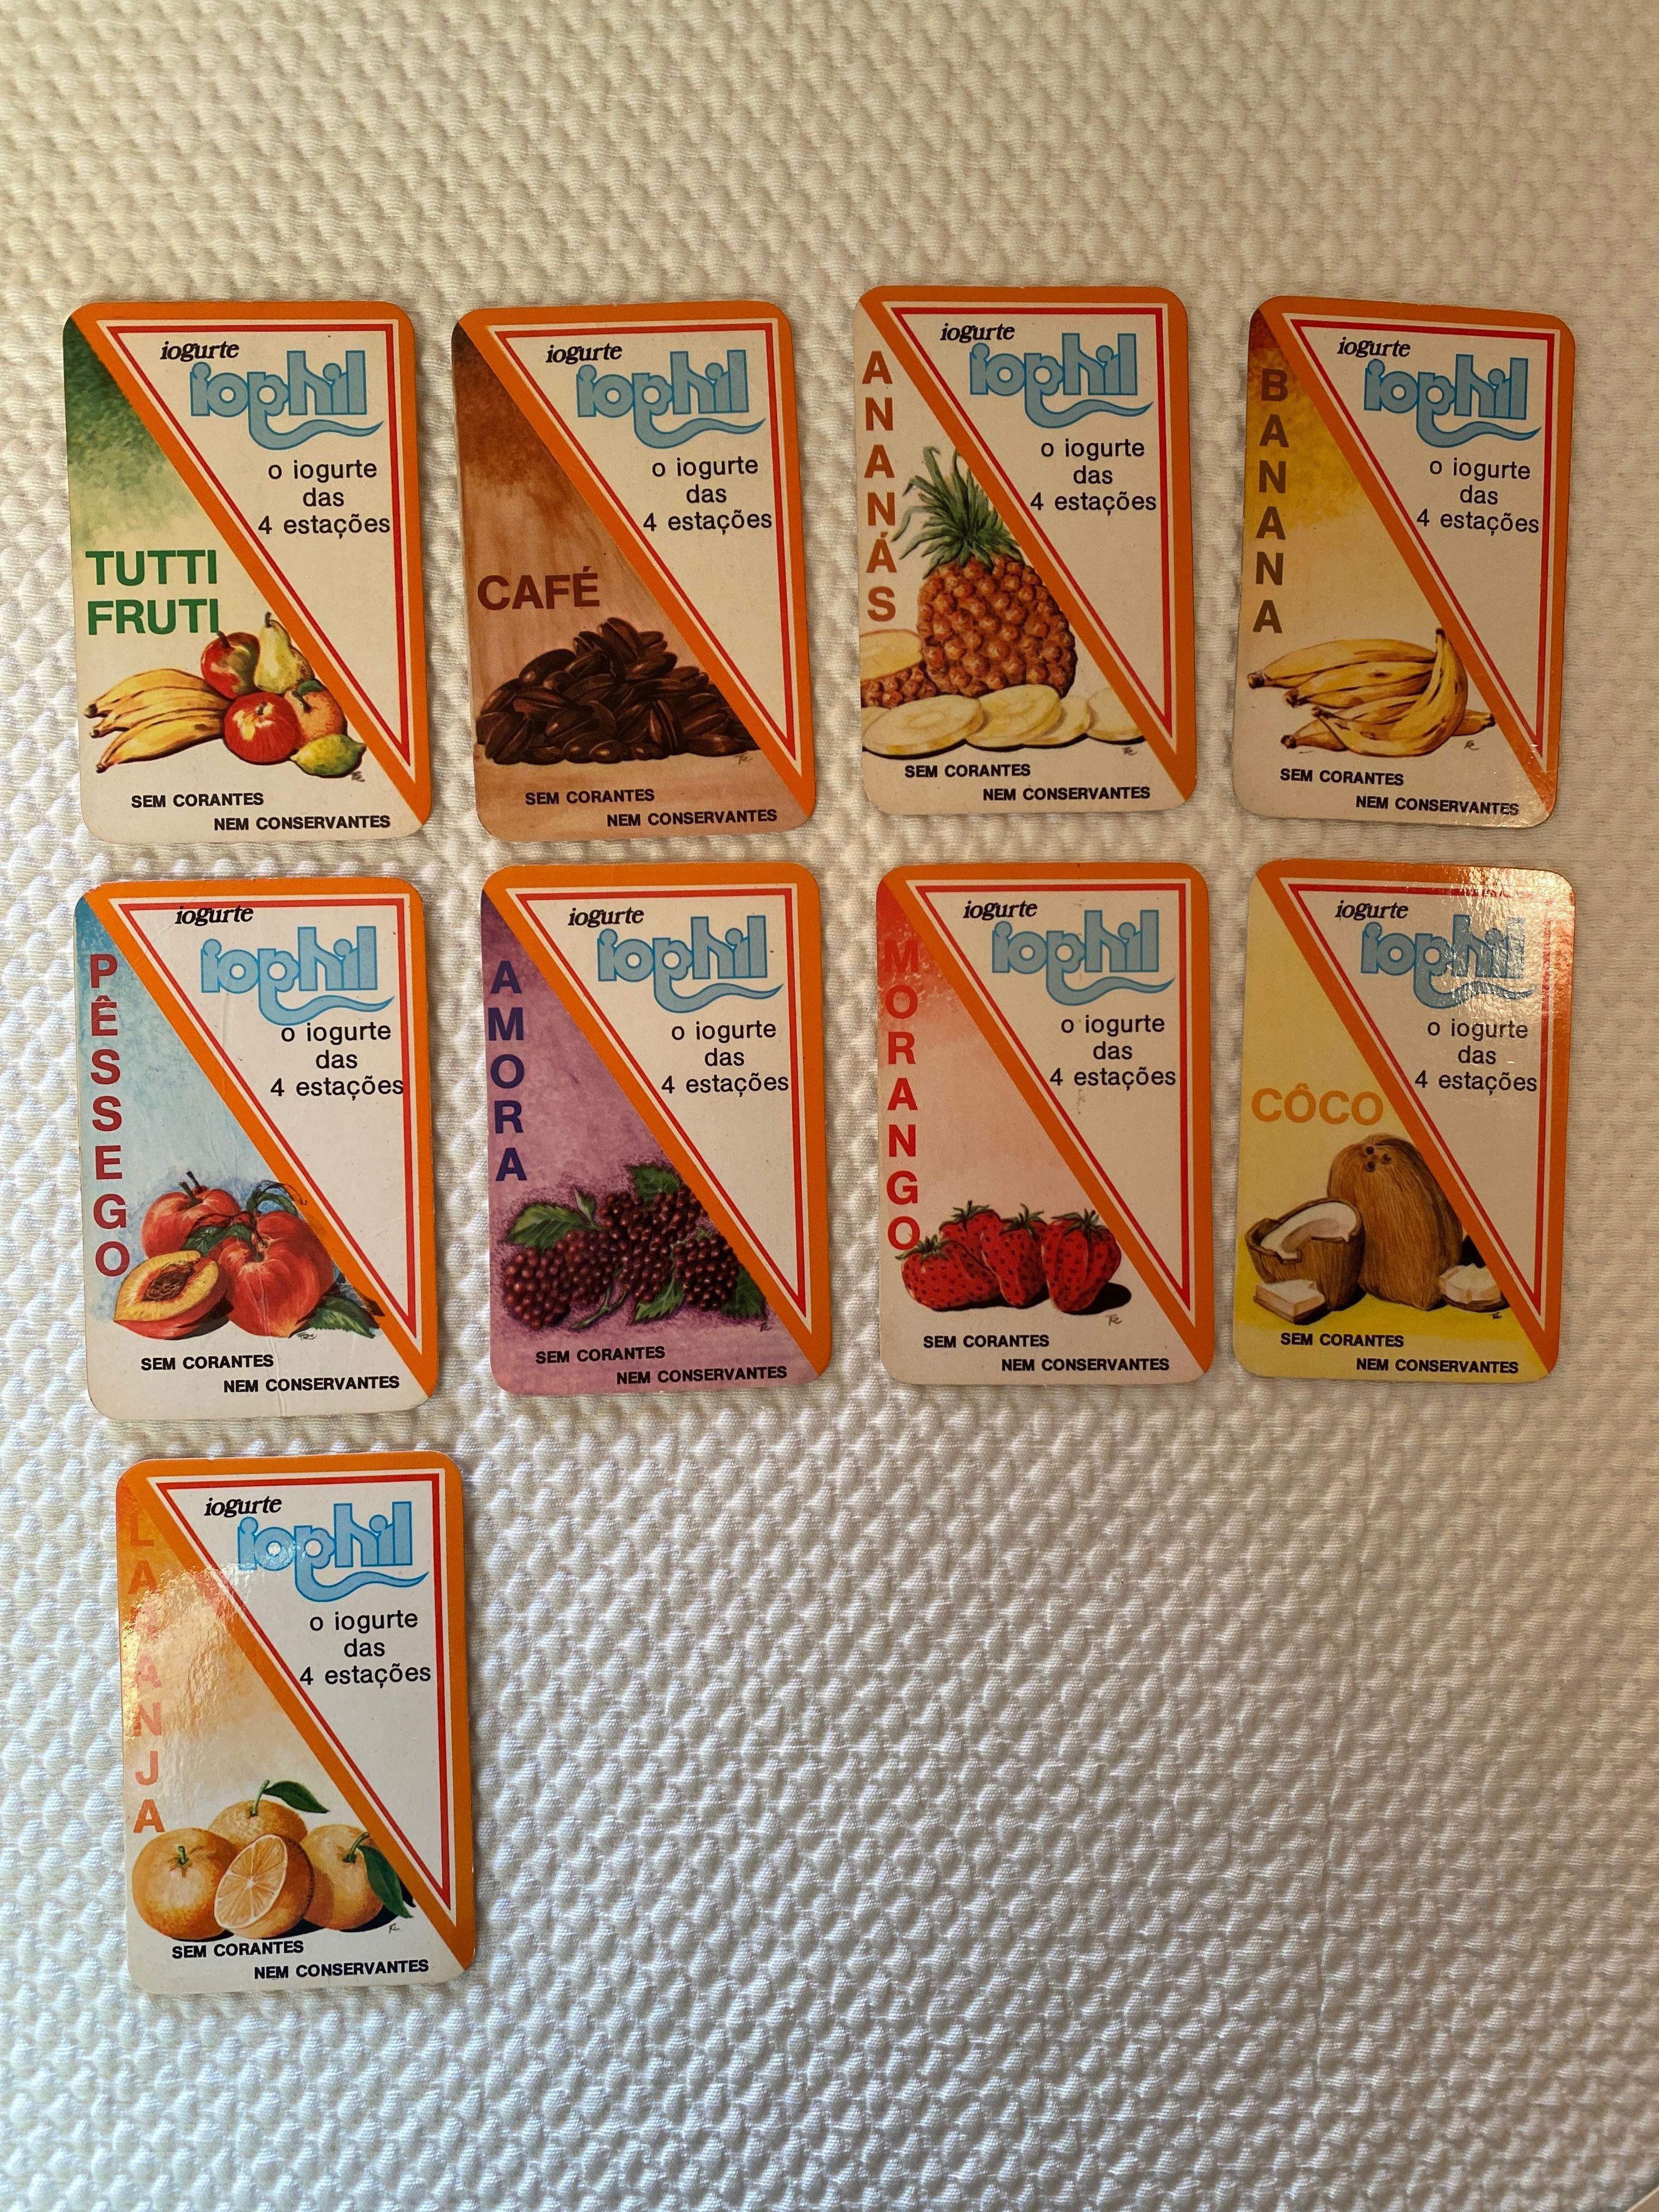 iogurte
iophil
o iogurte
das
4 estações
TUTTI
FRUTI
SEM CORANTES
NEM CONSERVANTES
iogurte
iophil
o iogurte
das
4 estações
CAFÉ
SEM CORANTES
NEM CONSERVANTES
iogurte
iophil
o iogurte
das
4 estações
ANANÁS
SEM CORANTES
NEM CONSERVANTES
iogurte
iophil
o iogurte
das
4 estações
BANANA
SEM CORANTES
NEM CONSERVANTES
iogurte
iophil
o iogurte
das
4 estações
PÊSSEGO
SEM CORANTES
NEM CONSERVANTES
iogurte
iophil
o iogurte
das
4 estações
AMORA
SEM CORANTES
NEM CONSERVANTES
iogurte
iophil
o iogurte
das
4 estações
MORANGO
SEM CORANTES
NEM CONSERVANTES
iogurte
iophil
o iogurte
das
4 estações
CÔCO
SEM CORANTES
NEM CONSERVANTES
iogurte
iophil
o iogurte
das
4 estações
LARANJA
SEM CORANTES
NEM CONSERVANTES